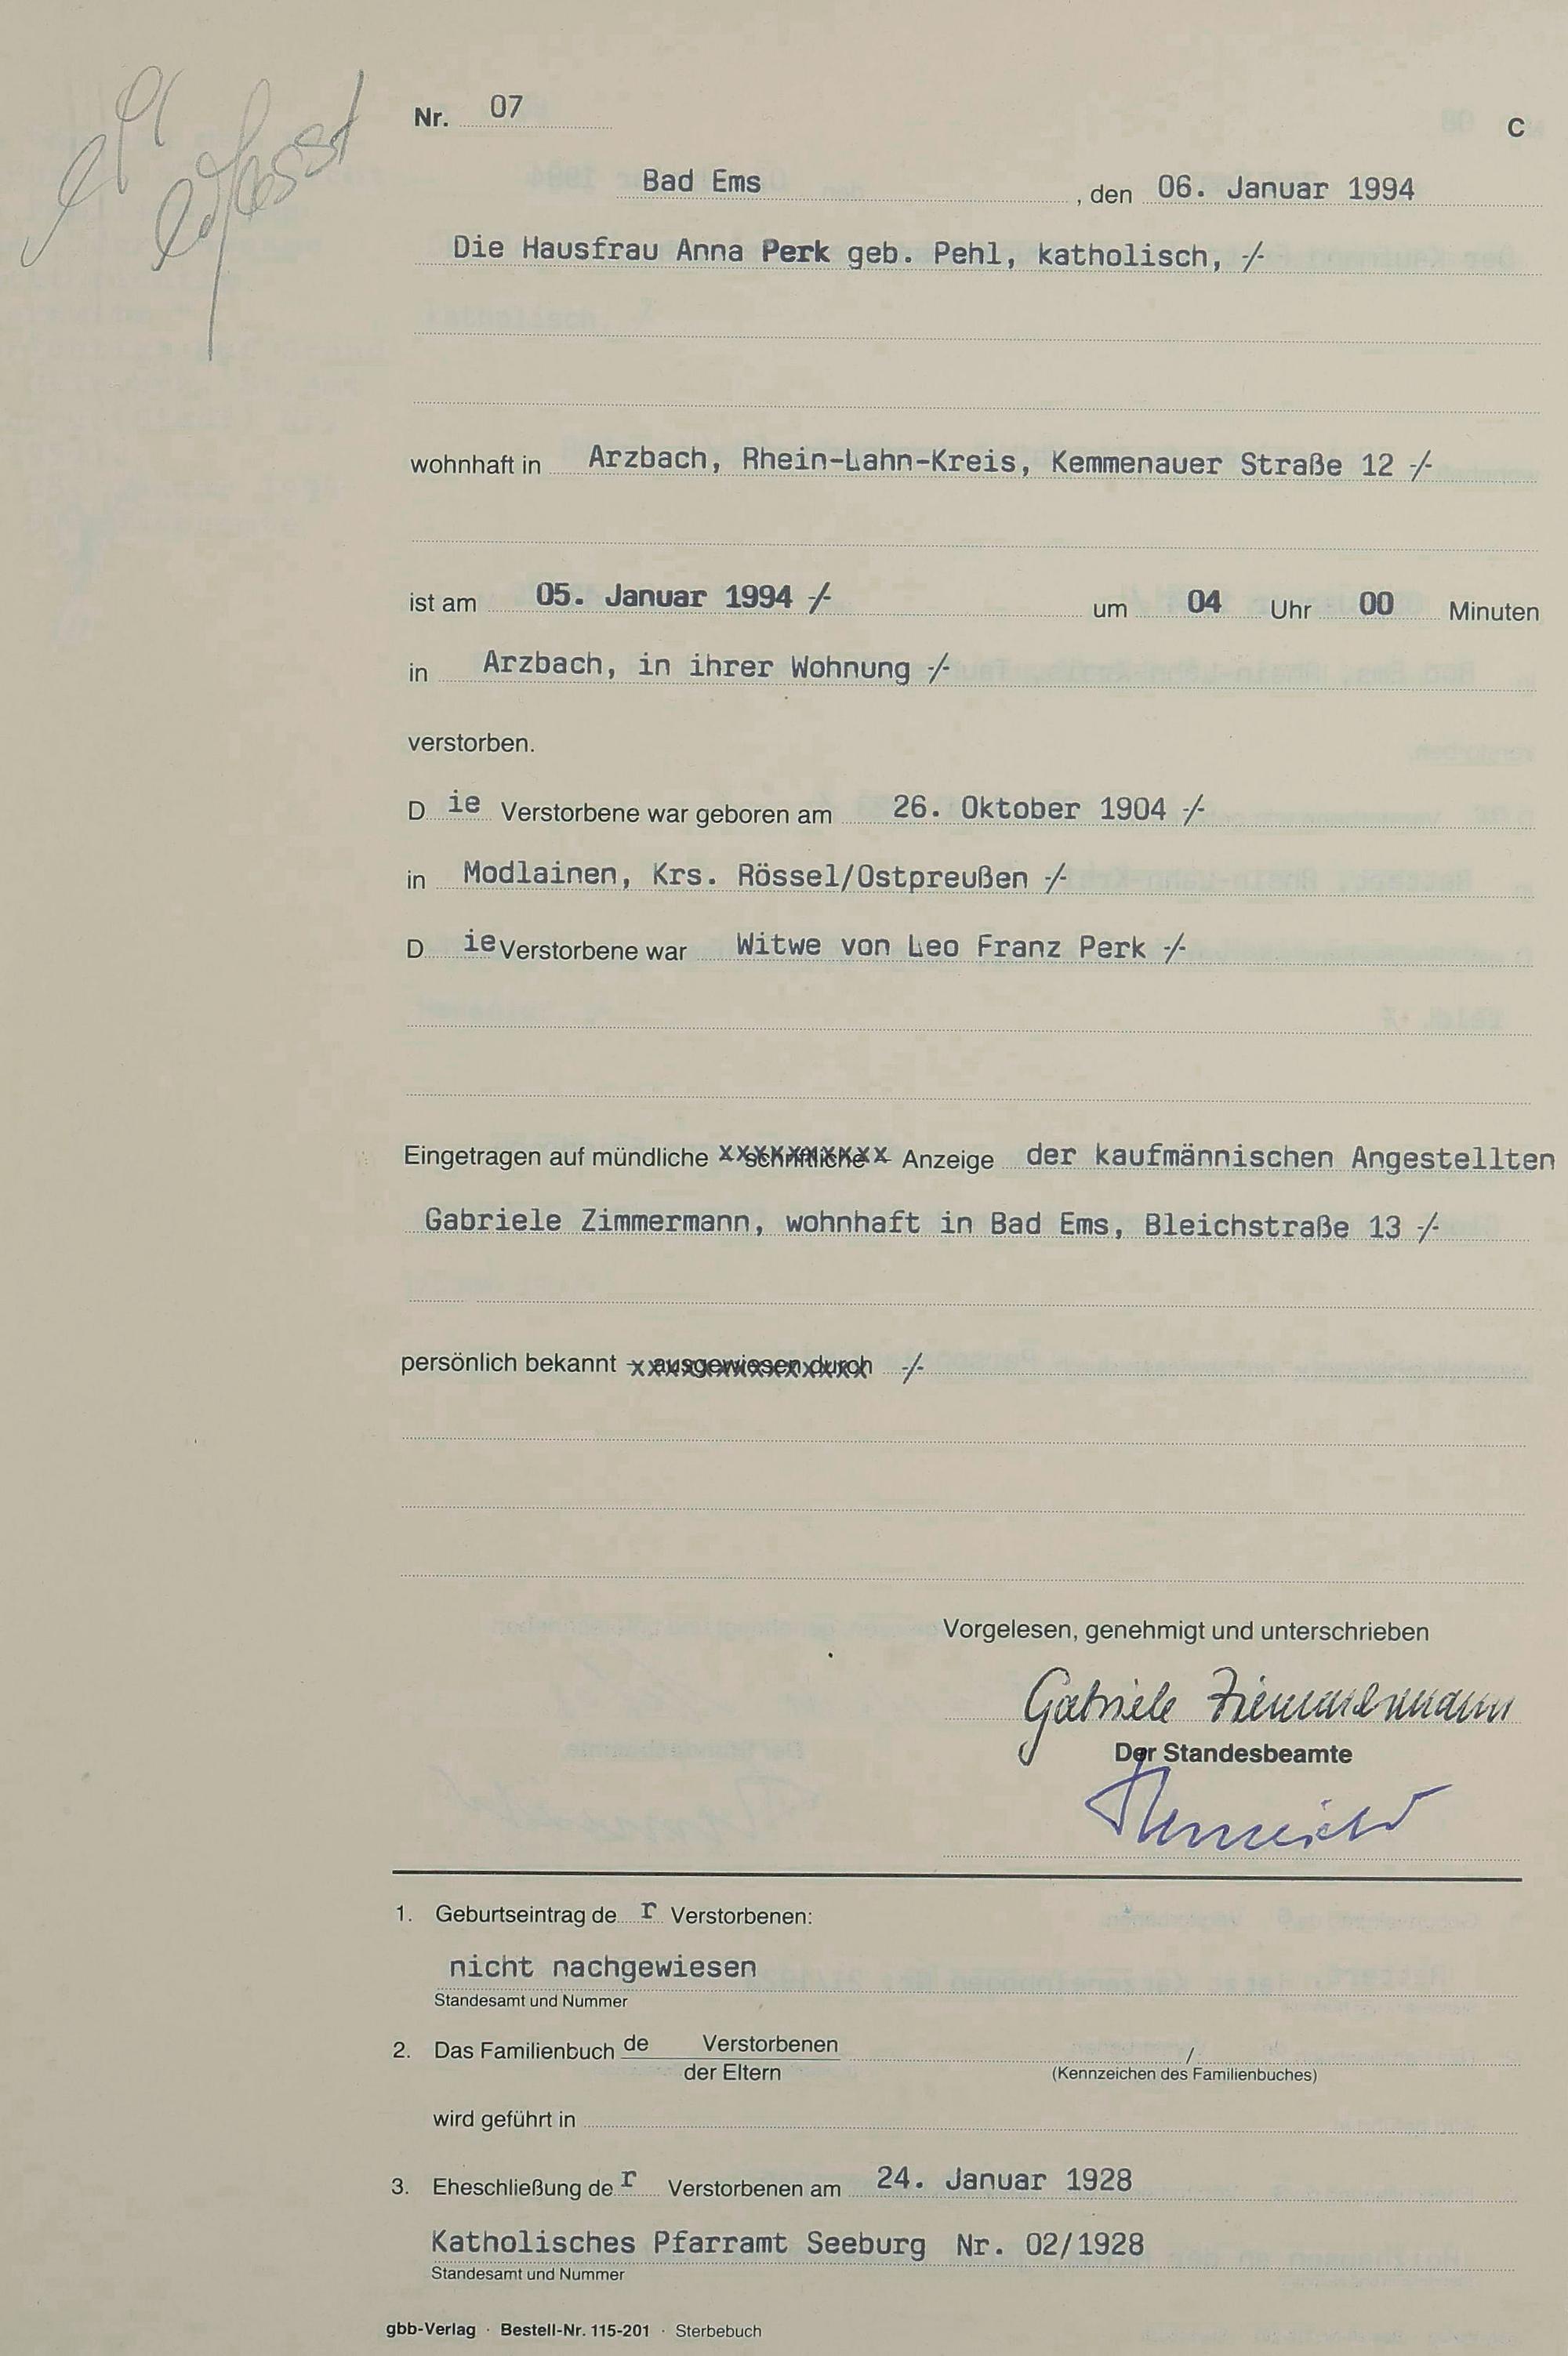 erfasst
Nr. 07
C
Bad Ems, den 06. Januar 1994
Die Hausfrau Anna Perk geb. Pehl, katholisch, -/-
wohnhaft in Arzbach, Rhein-Lahn-Kreis, Kemmenauer Straße 12 -/-
ist am 05. Januar 1994 -/- um 04 Uhr 00 Minuten
in Arzbach, in ihrer Wohnung -/-
verstorben.
Die Verstorbene war geboren am 26. Oktober 1904 -/-
in Modlainen, Krs. Rössel/Ostpreußen -/-
Die Verstorbene war Witwe von Leo Franz Perk -/-
Eingetragen auf mündliche - schriftliche - Anzeige der kaufmännischen Angestellten
Gabriele Zimmermann, wohnhaft in Bad Ems, Bleichstraße 13 -/-
persönlich bekannt - ausgewiesen durch -/-
Vorgelesen, genehmigt und unterschrieben
Gabriele Zimmermann
Der Standesbeamte
1. Geburtseintrag der Verstorbenen:
nicht nachgewiesen
Standesamt und Nummer
2. Das Familienbuch de Verstorbenen /
der Eltern (Kennzeichen des Familienbuches)
wird geführt in
3. Eheschließung der Verstorbenen am 24. Januar 1928
Katholisches Pfarramt Seeburg Nr. 02/1928
Standesamt und Nummer
gbb-Verlag · Bestell-Nr. 115-201 · Sterbebuch